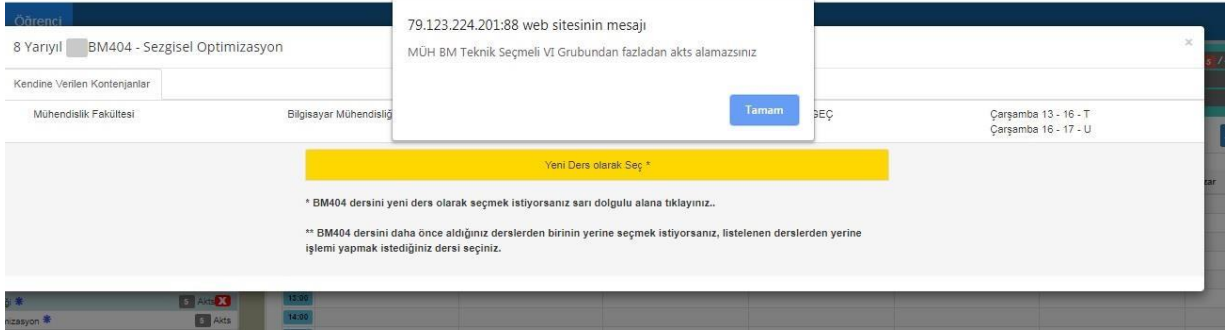 Öğrenci
79.123.224.201:88 web sitesinin mesajı
MÜH BM Teknik Seçmeli VI Grubundan fazladan akts alamazsınız
Tamam
8 Yarıyıl BM404 - Sezgisel Optimizasyon
×
Kendine Verilen Kontenjanlar
Mühendislik Fakültesi
Bilgisayar Mühendisliğ
GEÇ
Çarşamba 13 - 16 - T
Çarşamba 16 - 17 - U
Yeni Ders olarak Seç *
* BM404 dersini yeni ders olarak seçmek istiyorsanız sarı dolgulu alana tıklayınız..
** BM404 dersini daha önce aldığınız derslerden birinin yerine seçmek istiyorsanız, listelenen derslerden yerine
işlemi yapmak istediğiniz dersi seçiniz.
5 Akts X
13:00
mizasyon * 5 Akts
14:00